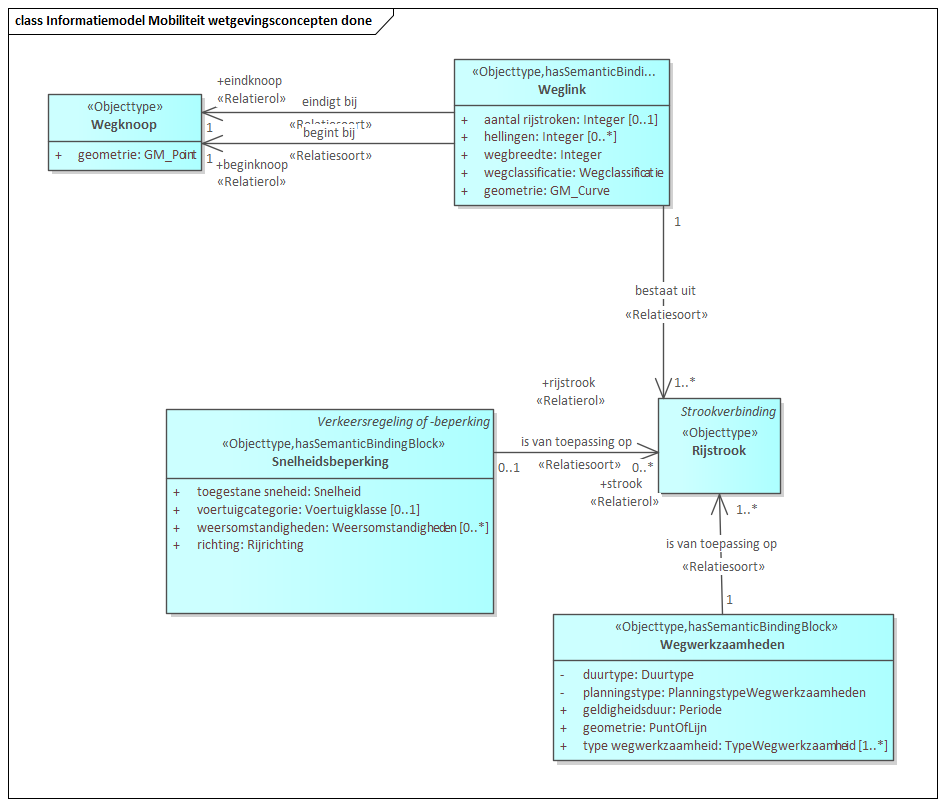 class Informatiemodel Mobiliteit wetgevingsconcepten done
«Objecttype»
Wegknoop
+ geometrie: GM_Point
+eindknoop
«Relatierol»
1
eindigt bij
«Relatiesoort»
begint bij
«Relatiesoort»
1
+beginknoop
«Relatierol»
«Objecttype,hasSemanticBindi...
Weglink
+ aantal rijstroken: Integer [0..1]
+ hellingen: Integer [0..*]
+ wegbreedte: Integer
+ wegclassificatie: Wegclassificatie
+ geometrie: GM_Curve
1
bestaat uit
«Relatiesoort»
1..*
+rijstrook
«Relatierol»
Strookverbinding
«Objecttype»
Rijstrook
Verkeersregeling of -beperking
«Objecttype,hasSemanticBindingBlock»
Snelheidsbeperking
+ toegestane sneheid: Snelheid
+ voertuigcategorie: Voertuigklasse [0..1]
+ weersomstandigheden: Weersomstandigheden [0..*]
+ richting: Rijrichting
is van toepassing op
0..1
«Relatiesoort»
0..*
+strook
«Relatierol»
1..*
is van toepassing op
«Relatiesoort»
1
«Objecttype,hasSemanticBindingBlock»
Wegwerkzaamheden
- duurtype: Duurtype
- planningstype: PlanningstypeWegwerkzaamheden
+ geldigheidsduur: Periode
+ geometrie: PuntOfLijn
+ type wegwerkzaamheid: TypeWegwerkzaamheid [1..*]